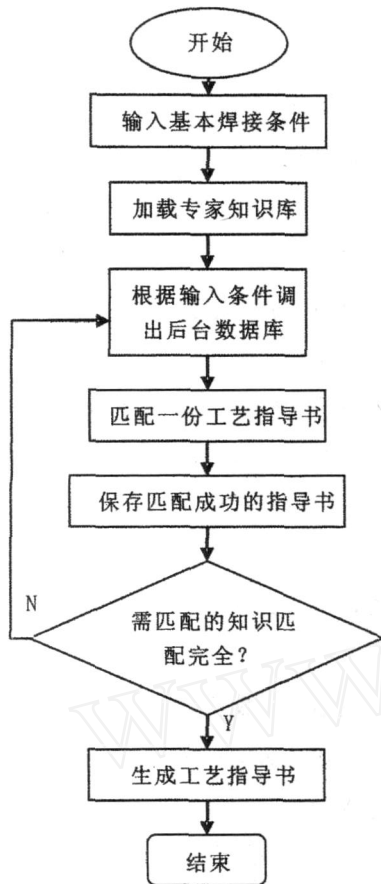 开始
输入基本焊接条件
加载专家知识库
根据输入条件调
出后台数据库
匹配一份工艺指导书
保存匹配成功的指导书
N
需匹配的知识匹
配完全？
Y
生成工艺指导书
结束